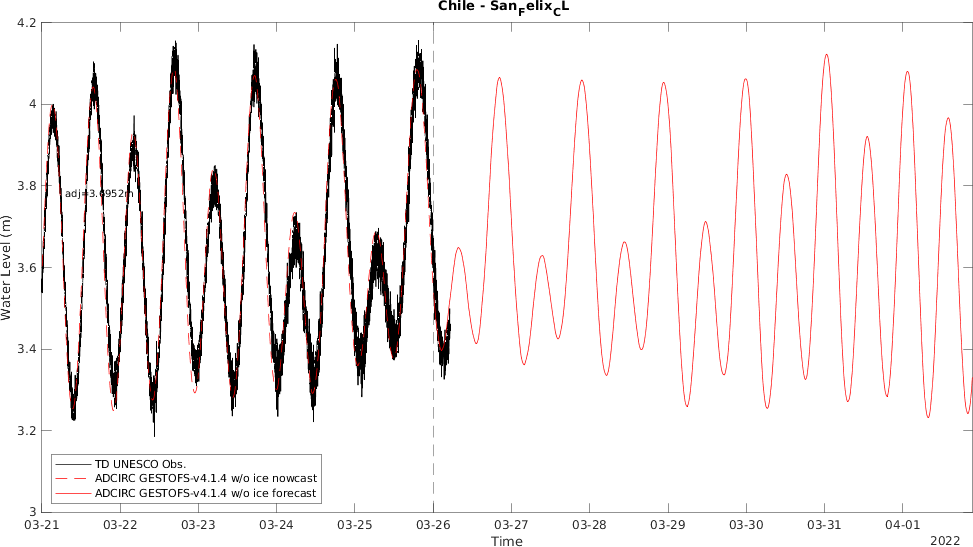 Chile - SanFelixCL
4.2
4
3.8
3.6
3.4
3.2
3
Water Level (m)
adj=3.6952m
TD UNESCO Obs.
ADCIRC GESTOFS-v4.1.4 w/o ice nowcast
ADCIRC GESTOFS-v4.1.4 w/o ice forecast
03-21 03-22 03-23 03-24 03-25 03-26 03-27 03-28 03-29 03-30 03-31 04-01
Time
2022